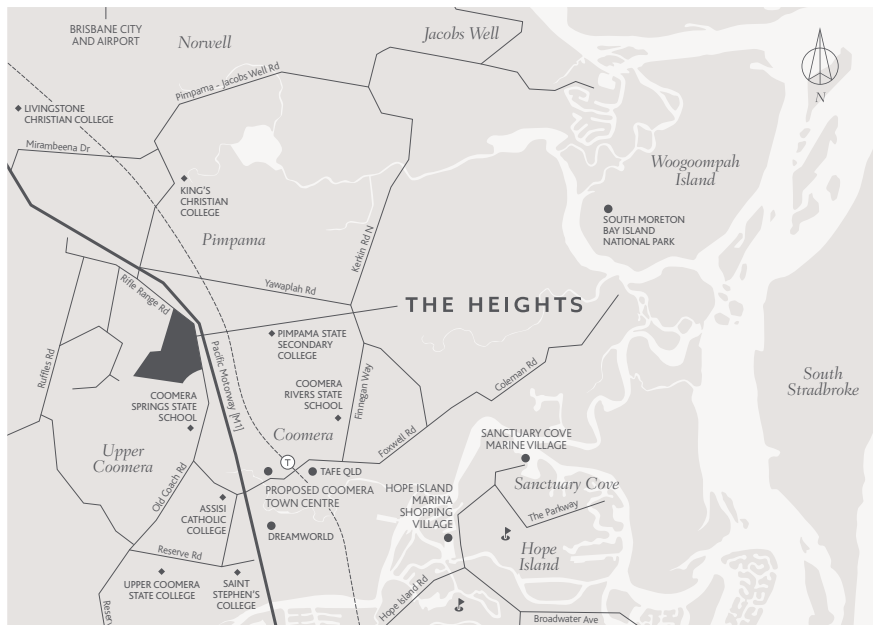 BRISBANE CITY
AND AIRPORT
Norwell
Jacobs Well
N
Pimpama - Jacobs Well Rd
LIVINGSTONE
CHRISTIAN COLLEGE
Mirambeena Dr
Woogoompah
Island
KING'S
CHRISTIAN
COLLEGE
SOUTH MORETON
BAY ISLAND
NATIONAL PARK
Pimpama
Kerkin Rd N
Yawaplah Rd
Rifle Range Rd
THE HEIGHTS
PIMPAMA STATE
SECONDARY
COLLEGE
Ruffles Rd
Pacific Motorway [M1]
Finnegan Way
Coleman Rd
South
Stradbroke
COOMERA
RIVERS STATE
SCHOOL
COOMERA
SPRINGS STATE
SCHOOL
Coomera
Foxwell Rd
SANCTUARY COVE
MARINE VILLAGE
Upper
Coomera
T
TAFE QLD
Old Coach Rd
PROPOSED COOMERA
TOWN CENTRE
HOPE ISLAND
MARINA
SHOPPING
VILLAGE
Sanctuary Cove
The Parkway
ASSISI
CATHOLIC
COLLEGE
DREAMWORLD
Hope
Island
Reserve Rd
UPPER COOMERA
STATE COLLEGE
SAINT
STEPHEN'S
COLLEGE
Hope Island Rd
Reser
Broadwater Ave